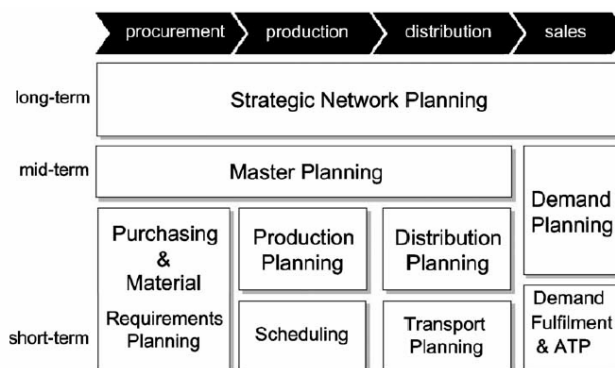 procurement production distribution sales
long-term
Strategic Network Planning
mid-term
Master Planning
Demand
Planning
Purchasing
&
Material
Requirements
Planning
Production
Planning
Distribution
Planning
short-term
Scheduling
Transport
Planning
Demand
Fulfilment
& ATP